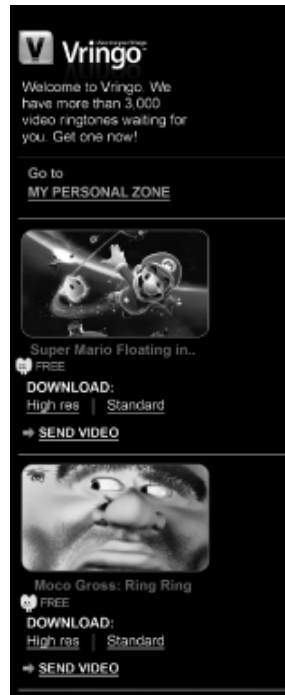 V Vringo
Welcome to Vringo. We
have more than 3,000
video ringtones waiting for
you. Get one now!
Go to
MY PERSONAL ZONE
Super Mario Floating in..
FREE
DOWNLOAD:
High res | Standard
➡ SEND VIDEO
Moco Gross: Ring Ring
FREE
DOWNLOAD:
High res | Standard
➡ SEND VIDEO